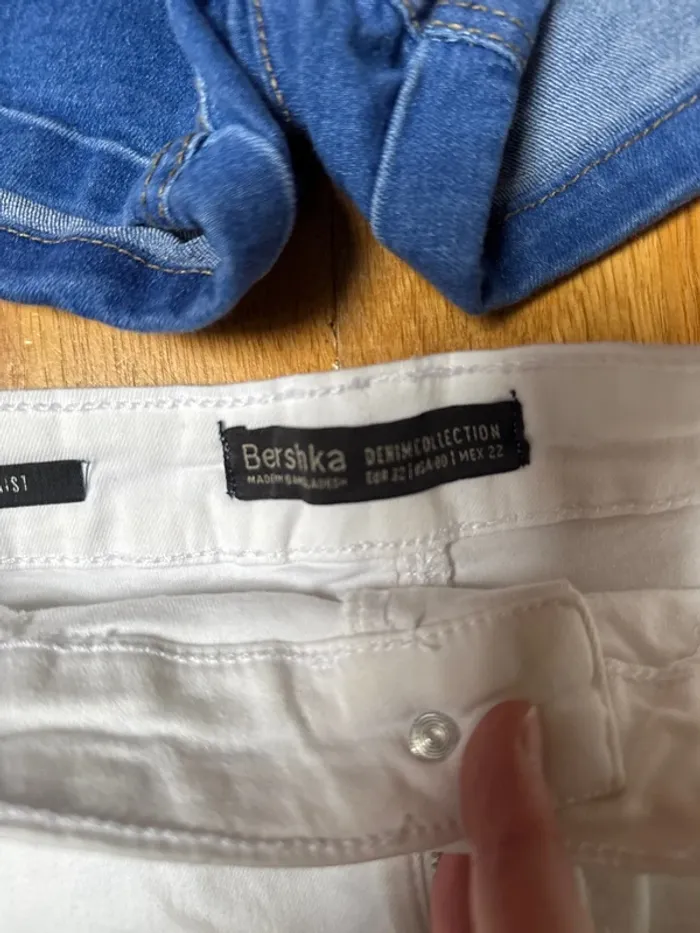 Bershka
MADE IN BANGLADESH
DENIM COLLECTION
EUR 32 | USA 00 | MEX 22